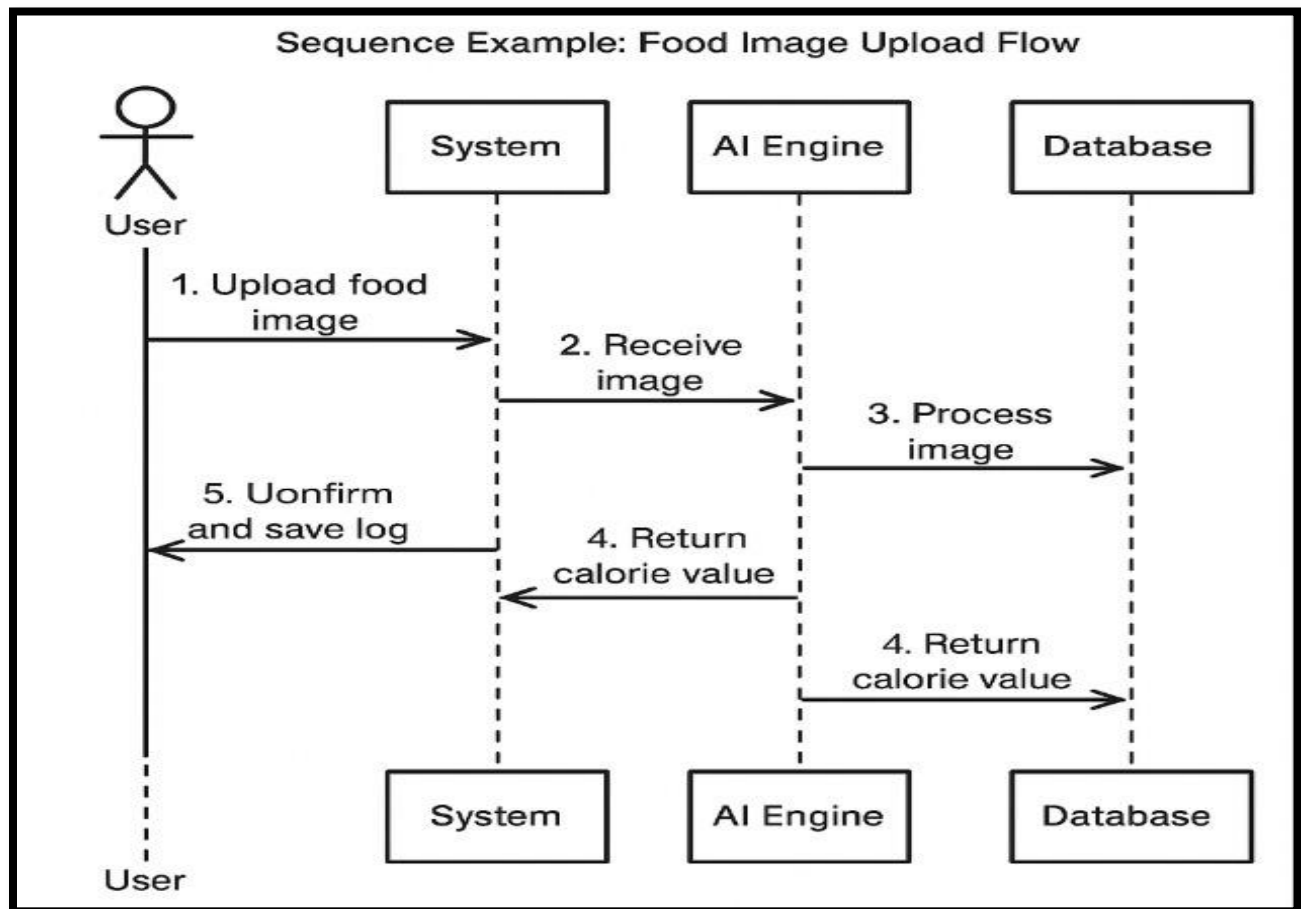 Sequence Example: Food Image Upload Flow
System
AI Engine
Database
User
1. Upload food
image
2. Receive
image
3. Process
image
5. Uonfirm
and save log
4. Return
calorie value
4. Return
calorie value
System
AI Engine
Database
User